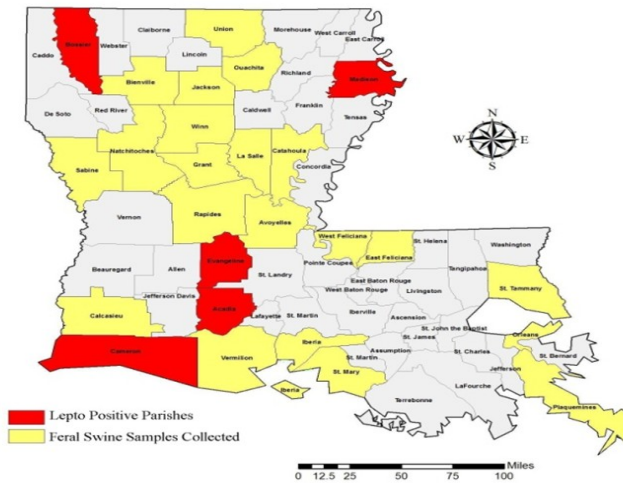 Union
Morehouse
West Carroll
East Carroll
Claiborne
Bossier
Webster
Caddo
Lincoln
Ouachita
Richland
Madison
Bienville
Jackson
De Soto
Red River
Caldwell
Franklin
Tensas
Winn
Natchitoches
Sabine
Grant
La Salle
Catahoula
Concordia
N
W E
S
Vernon
Rapides
Avoyelles
West Feliciana
East Feliciana
St. Helena
Washington
Beauregard
Allen
Evangeline
St. Landry
Pointe Coupee
Tangipahoa
East Baton Rouge
West Baton Rouge
Livingston
St. Tammany
Jefferson Davis
Acadia
Lafayette
St. Martin
Iberville
Ascension
Calcasieu
St. John the Baptist
St. James
Orleans
Cameron
Vermilion
Iberia
St. Martin
Assumption
St. Charles
St. Bernard
Jefferson
St. Mary
Iberia
LaFourche
Terrebonne
Plaquemines
Lepto Positive Parishes
Feral Swine Samples Collected
Miles
0 12.5 25 50 75 100